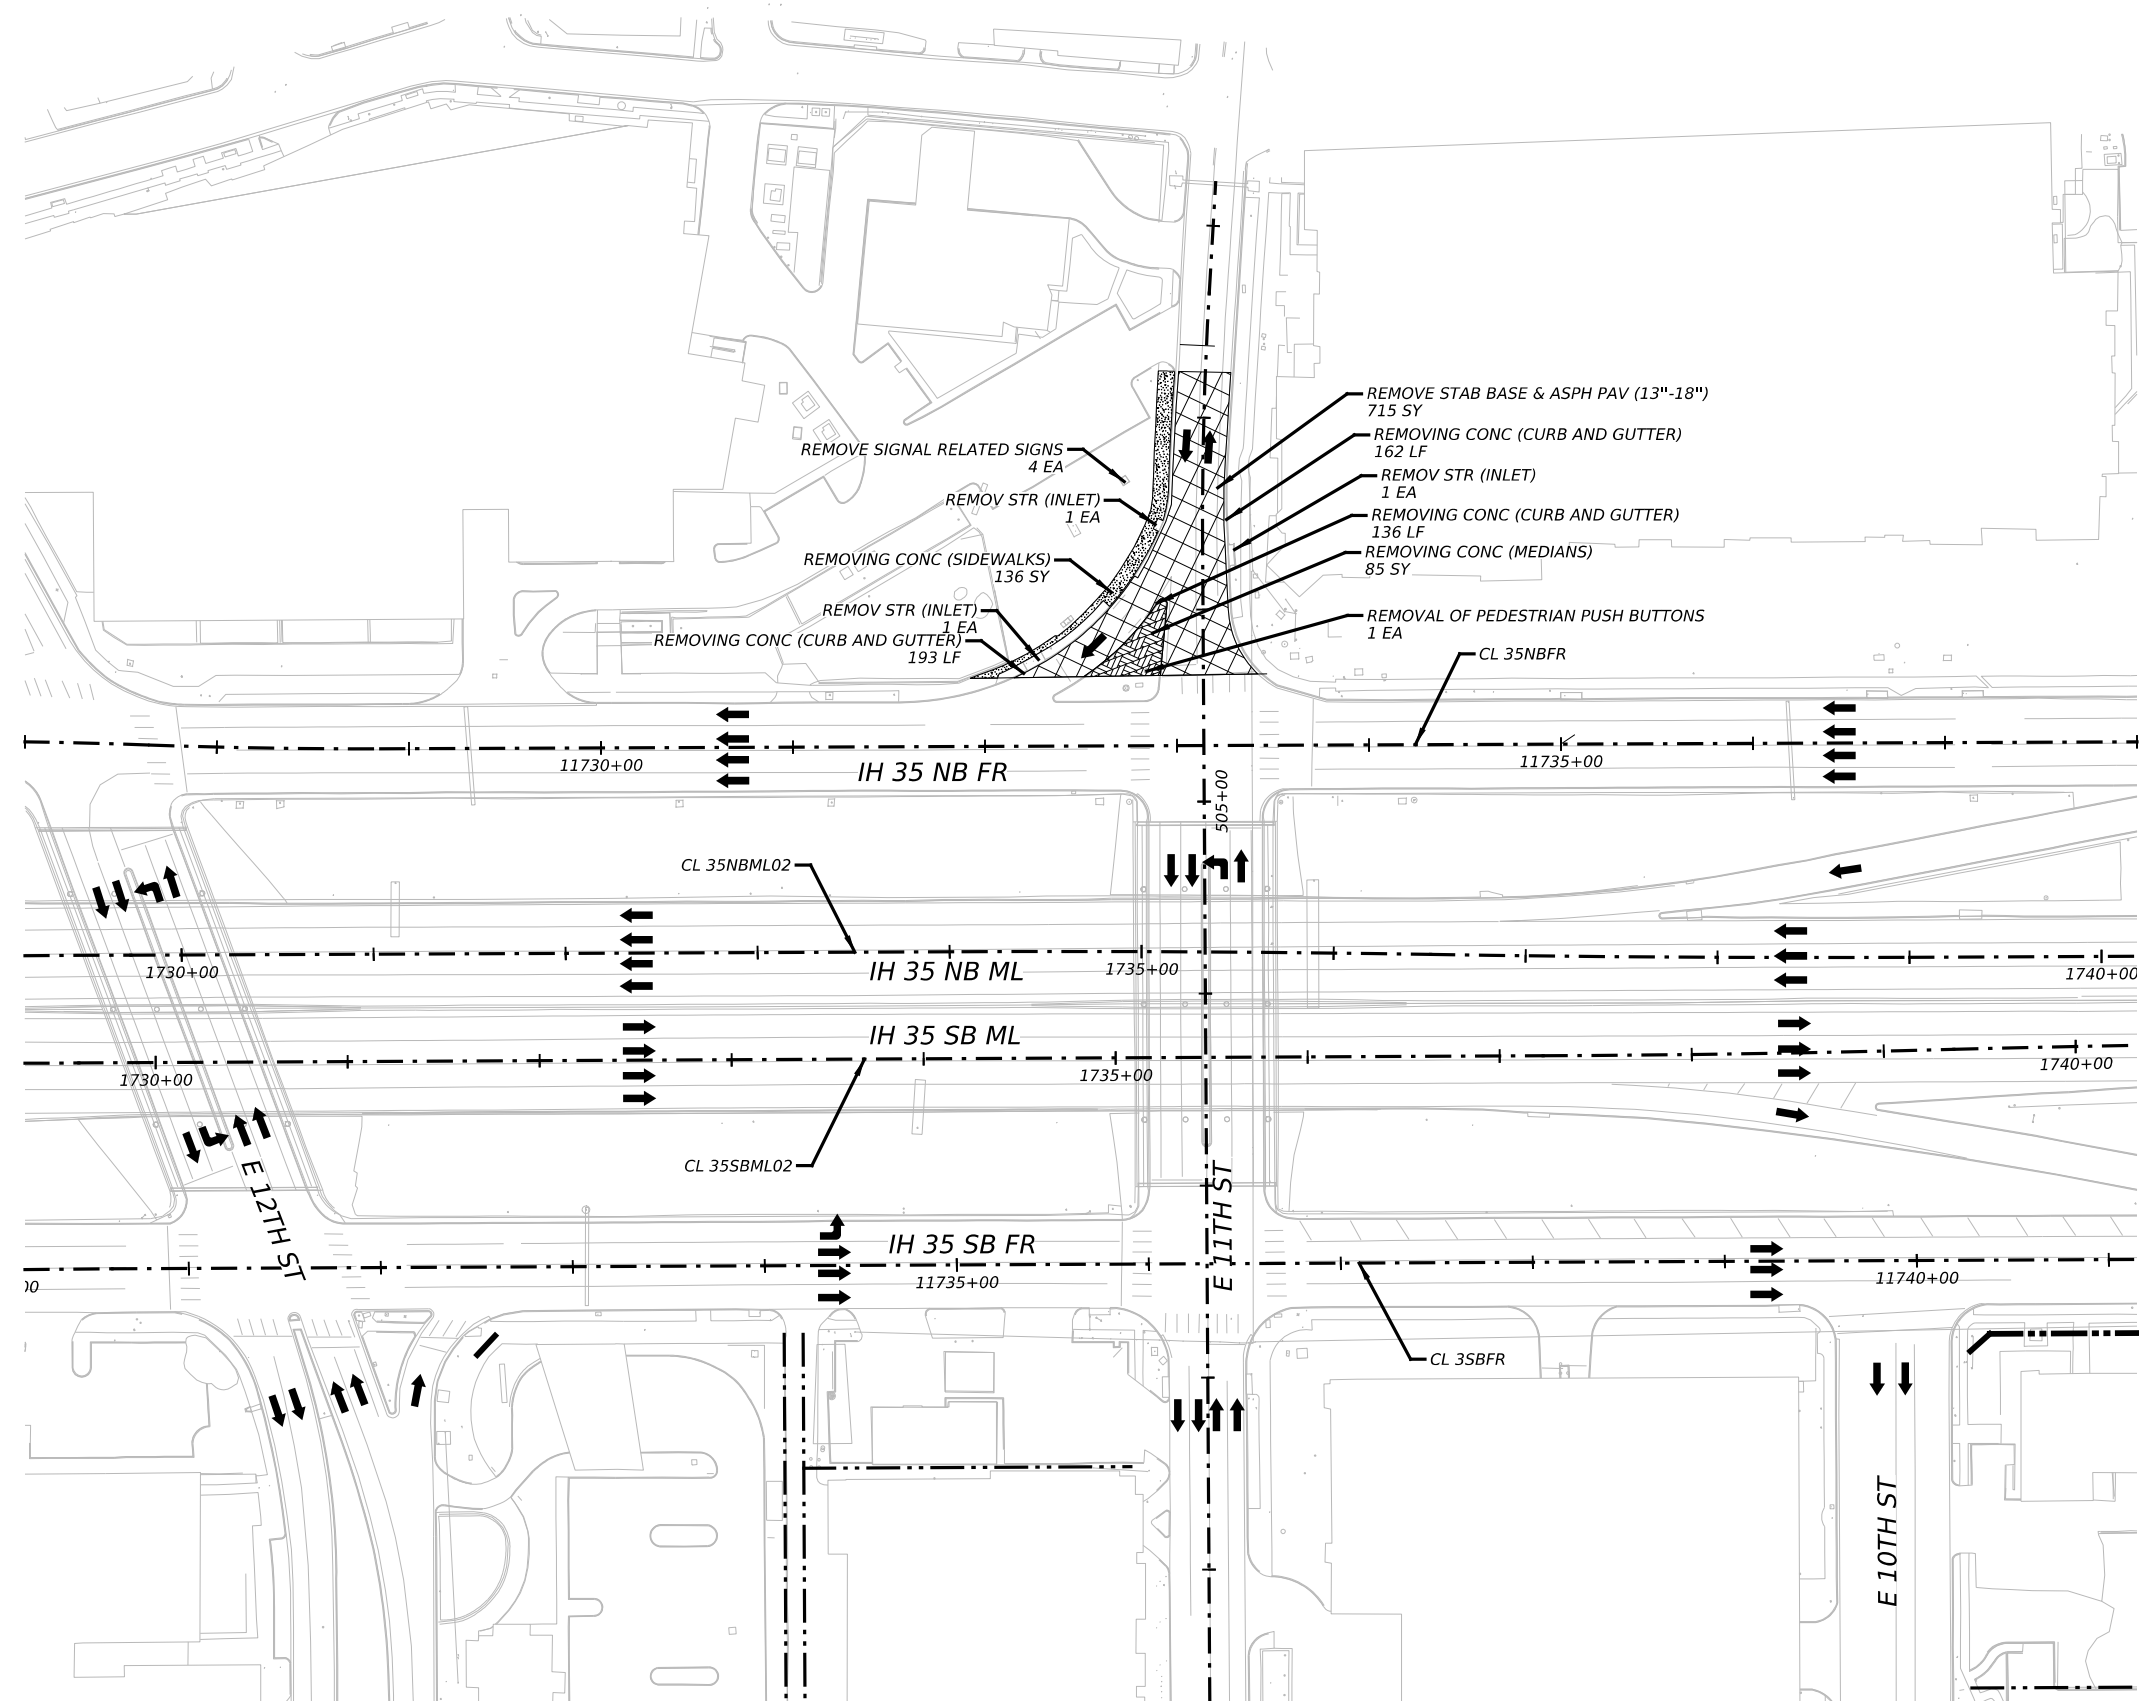 REMOVE STAB BASE & ASPH PAV (13"-18")
715 SY
REMOVING CONC (CURB AND GUTTER)
162 LF
REMOVE SIGNAL RELATED SIGNS
4 EA
REMOV STR (INLET)
1 EA
REMOV STR (INLET)
1 EA
REMOVING CONC (CURB AND GUTTER)
136 LF
REMOVING CONC (MEDIANS)
85 SY
REMOVING CONC (SIDEWALKS)
136 SY
REMOV STR (INLET)
1 EA
REMOVING CONC (CURB AND GUTTER)
193 LF
REMOVAL OF PEDESTRIAN PUSH BUTTONS
1 EA
CL 35NBFR
11730+00
IH 35 NB FR
505+00
11735+00
CL 35NBML02
1730+00
IH 35 NB ML
1735+00
1740+00
IH 35 SB ML
1730+00
1735+00
1740+00
CL 35SBML02
E 12TH ST
E 11TH ST
IH 35 SB FR
00
11735+00
11740+00
CL 3SBFR
E 10TH ST